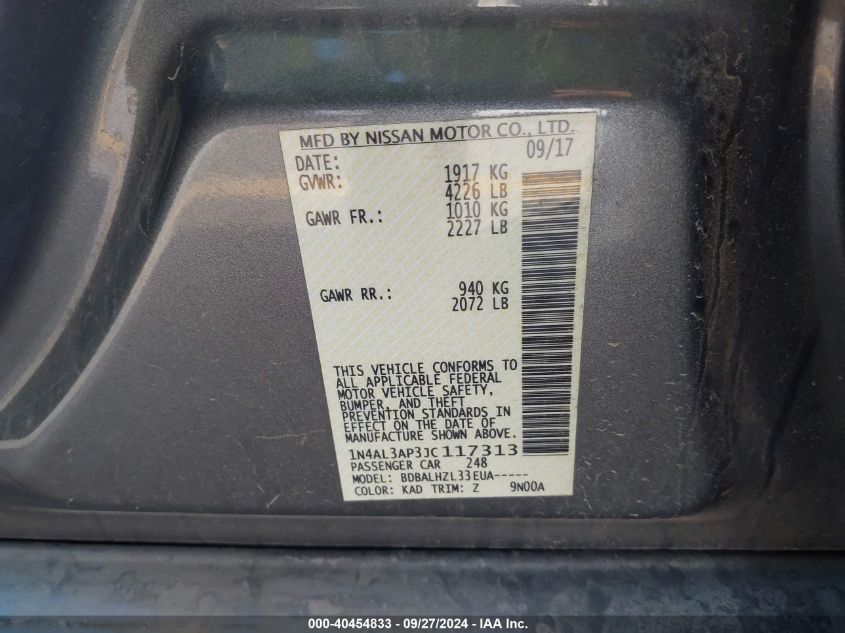 MFD BY NISSAN MOTOR CO., LTD.
DATE: 09/17
GVWR: 1917 KG
4226 LB
GAWR FR.: 1010 KG
2227 LB
GAWR RR.: 940 KG
2072 LB
THIS VEHICLE CONFORMS TO
ALL APPLICABLE FEDERAL
MOTOR VEHICLE SAFETY,
BUMPER, AND THEFT
PREVENTION STANDARDS IN
EFFECT ON THE DATE OF
MANUFACTURE SHOWN ABOVE.
1N4AL3AP3JC117313
PASSENGER CAR 248
MODEL: BDBALHZL33EUA-----
COLOR: KAD TRIM: Z 9N00A
000-40454833 - 09/27/2024 - IAA Inc.